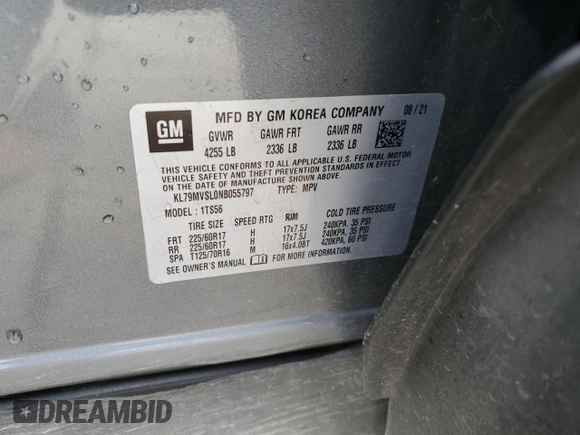 MFD BY GM KOREA COMPANY 08/21
GM
GVWR GAWR FRT GAWR RR
4255 LB 2336 LB 2336 LB
THIS VEHICLE CONFORMS TO ALL APPLICABLE U.S. FEDERAL MOTOR
VEHICLE SAFETY AND THEFT PREVENTION STANDARDS IN EFFECT
ON THE DATE OF MANUFACTURE SHOWN ABOVE.
KL79MVSL0NB055797 TYPE: MPV
MODEL: 1TS56
TIRE SIZE SPEED RTG RIM COLD TIRE PRESSURE
FRT 225/60R17 H 17x7.5J 240KPA, 35 PSI
RR 225/60R17 H 17x7.5J 240KPA, 35 PSI
SPA T125/70R16 M 16x4.0BT 420KPA, 60 PSI
SEE OWNER'S MANUAL FOR MORE INFORMATION.
DREAMBID